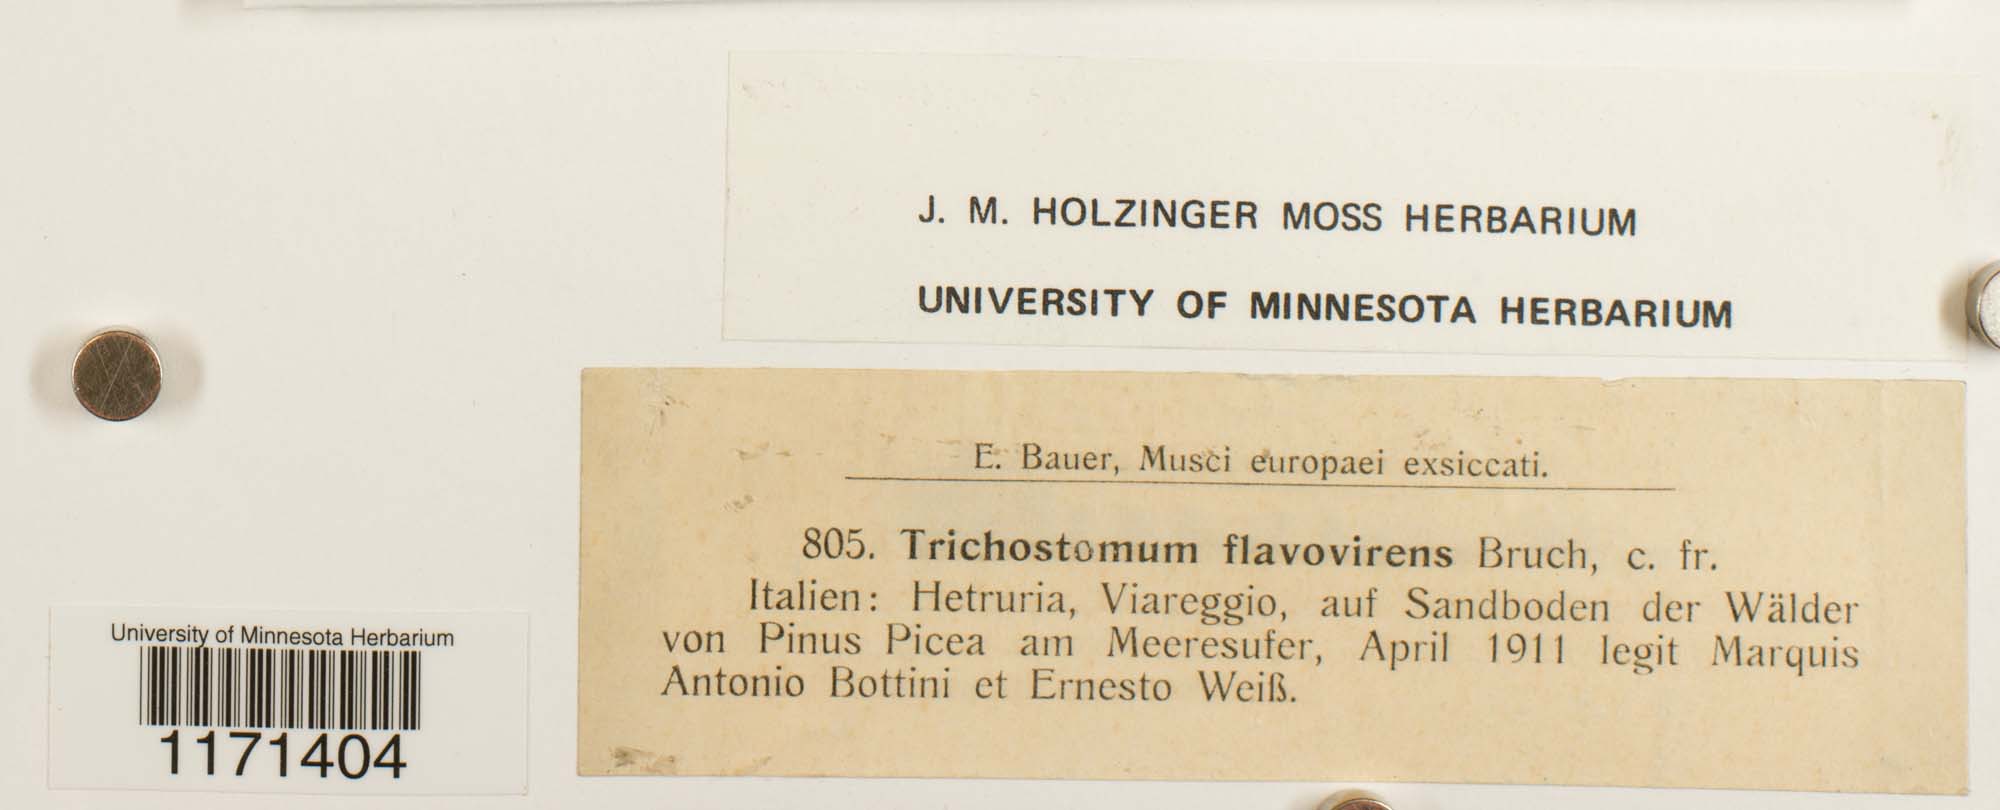 J. M. HOLZINGER MOSS HERBARIUM
UNIVERSITY OF MINNESOTA HERBARIUM
E. Bauer, Musci europaei exsiccati.
805. Trichostomum flavovirens Bruch, c. fr.
Italien: Hetruria, Viareggio, auf Sandboden der Wälder
von Pinus Picea am Meeresufer, April 1911 legit Marquis
Antonio Bottini et Ernesto Weiß.
University of Minnesota Herbarium
1171404